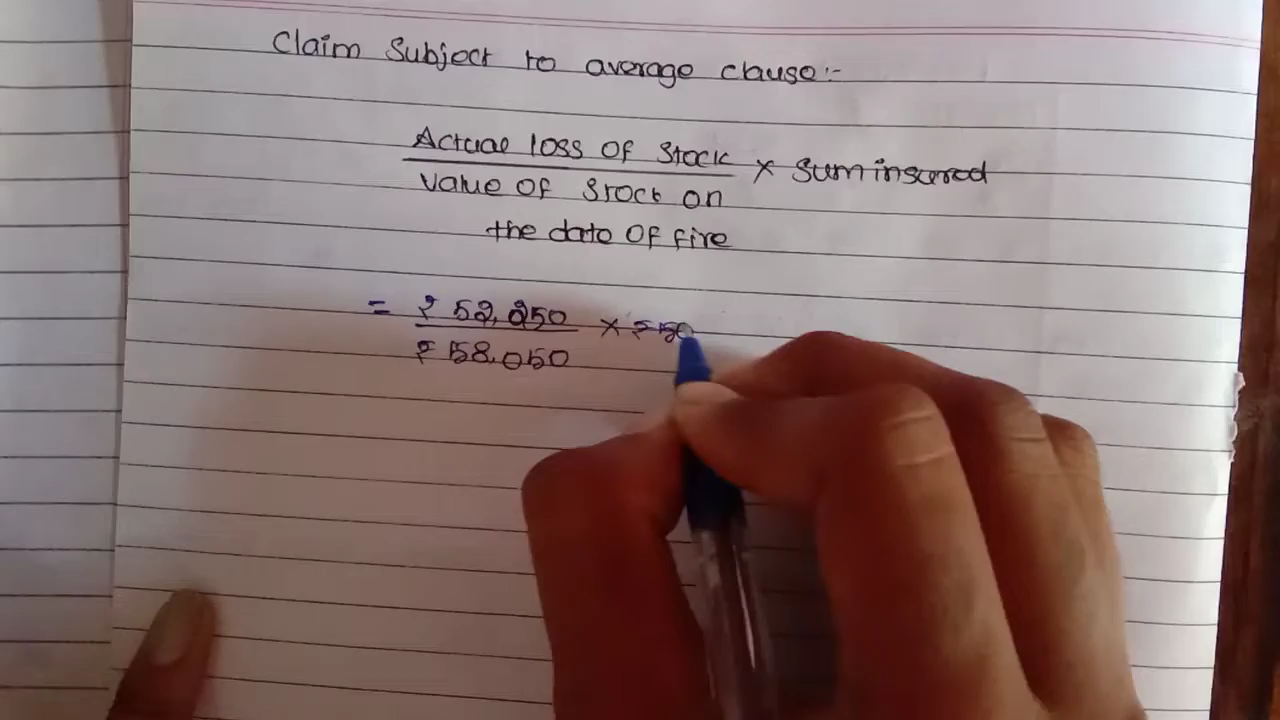 Claim Subject to average clause:-
Actual loss of Stock × Sum insured
Value of Stock on
the date of fire
= ₹ 52,250 × ₹ 50
₹ 58,050